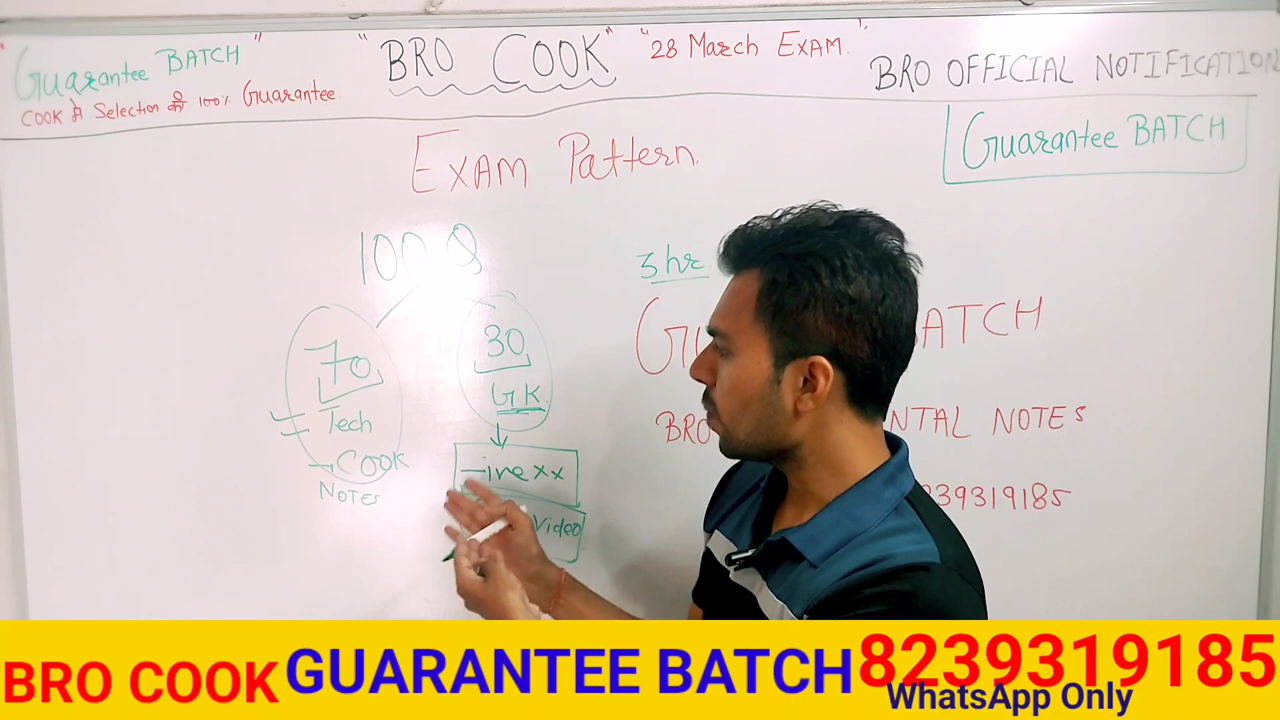 "Guarantee BATCH"
COOK में Selection की 100% Guarantee.
"BRO COOK"
"28 March EXAM."
BRO OFFICIAL NOTIFICATION
Guarantee BATCH
EXAM Pattern.
100 Q
3 hr
70
Tech
COOK
NOTES
30
GK
Video
BATCH
BRO
NTAL NOTES
39319185
BRO COOK GUARANTEE BATCH 8239319185
WhatsApp Only